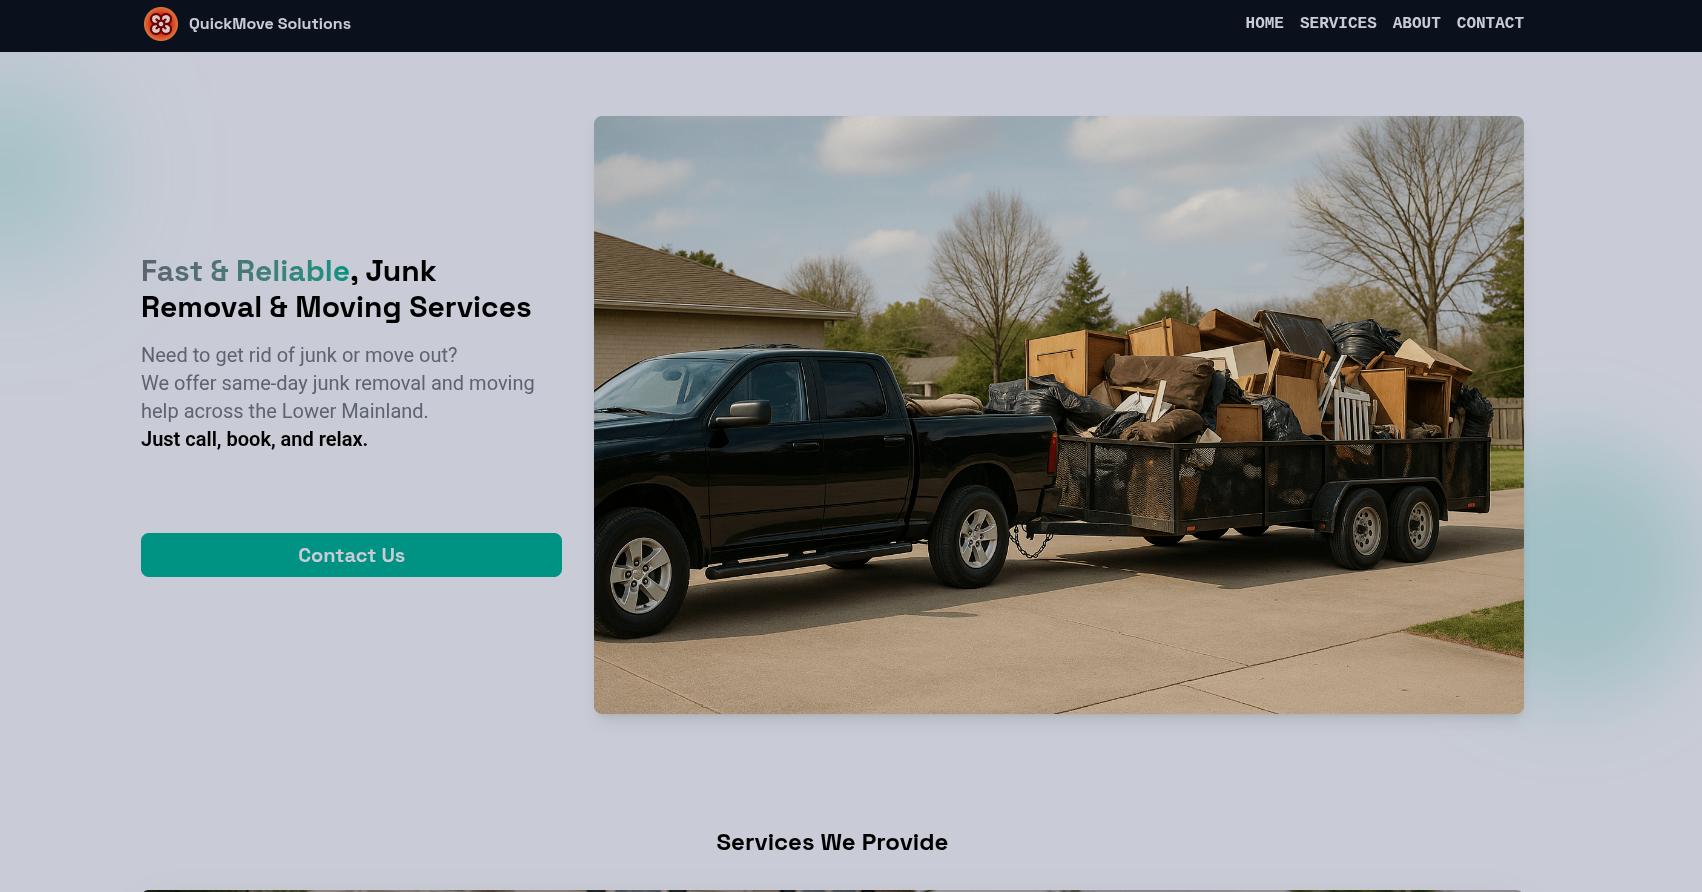 QuickMove Solutions
HOME SERVICES ABOUT CONTACT
Fast & Reliable, Junk
Removal & Moving Services
Need to get rid of junk or move out?
We offer same-day junk removal and moving
help across the Lower Mainland.
Just call, book, and relax.
Contact Us
Services We Provide